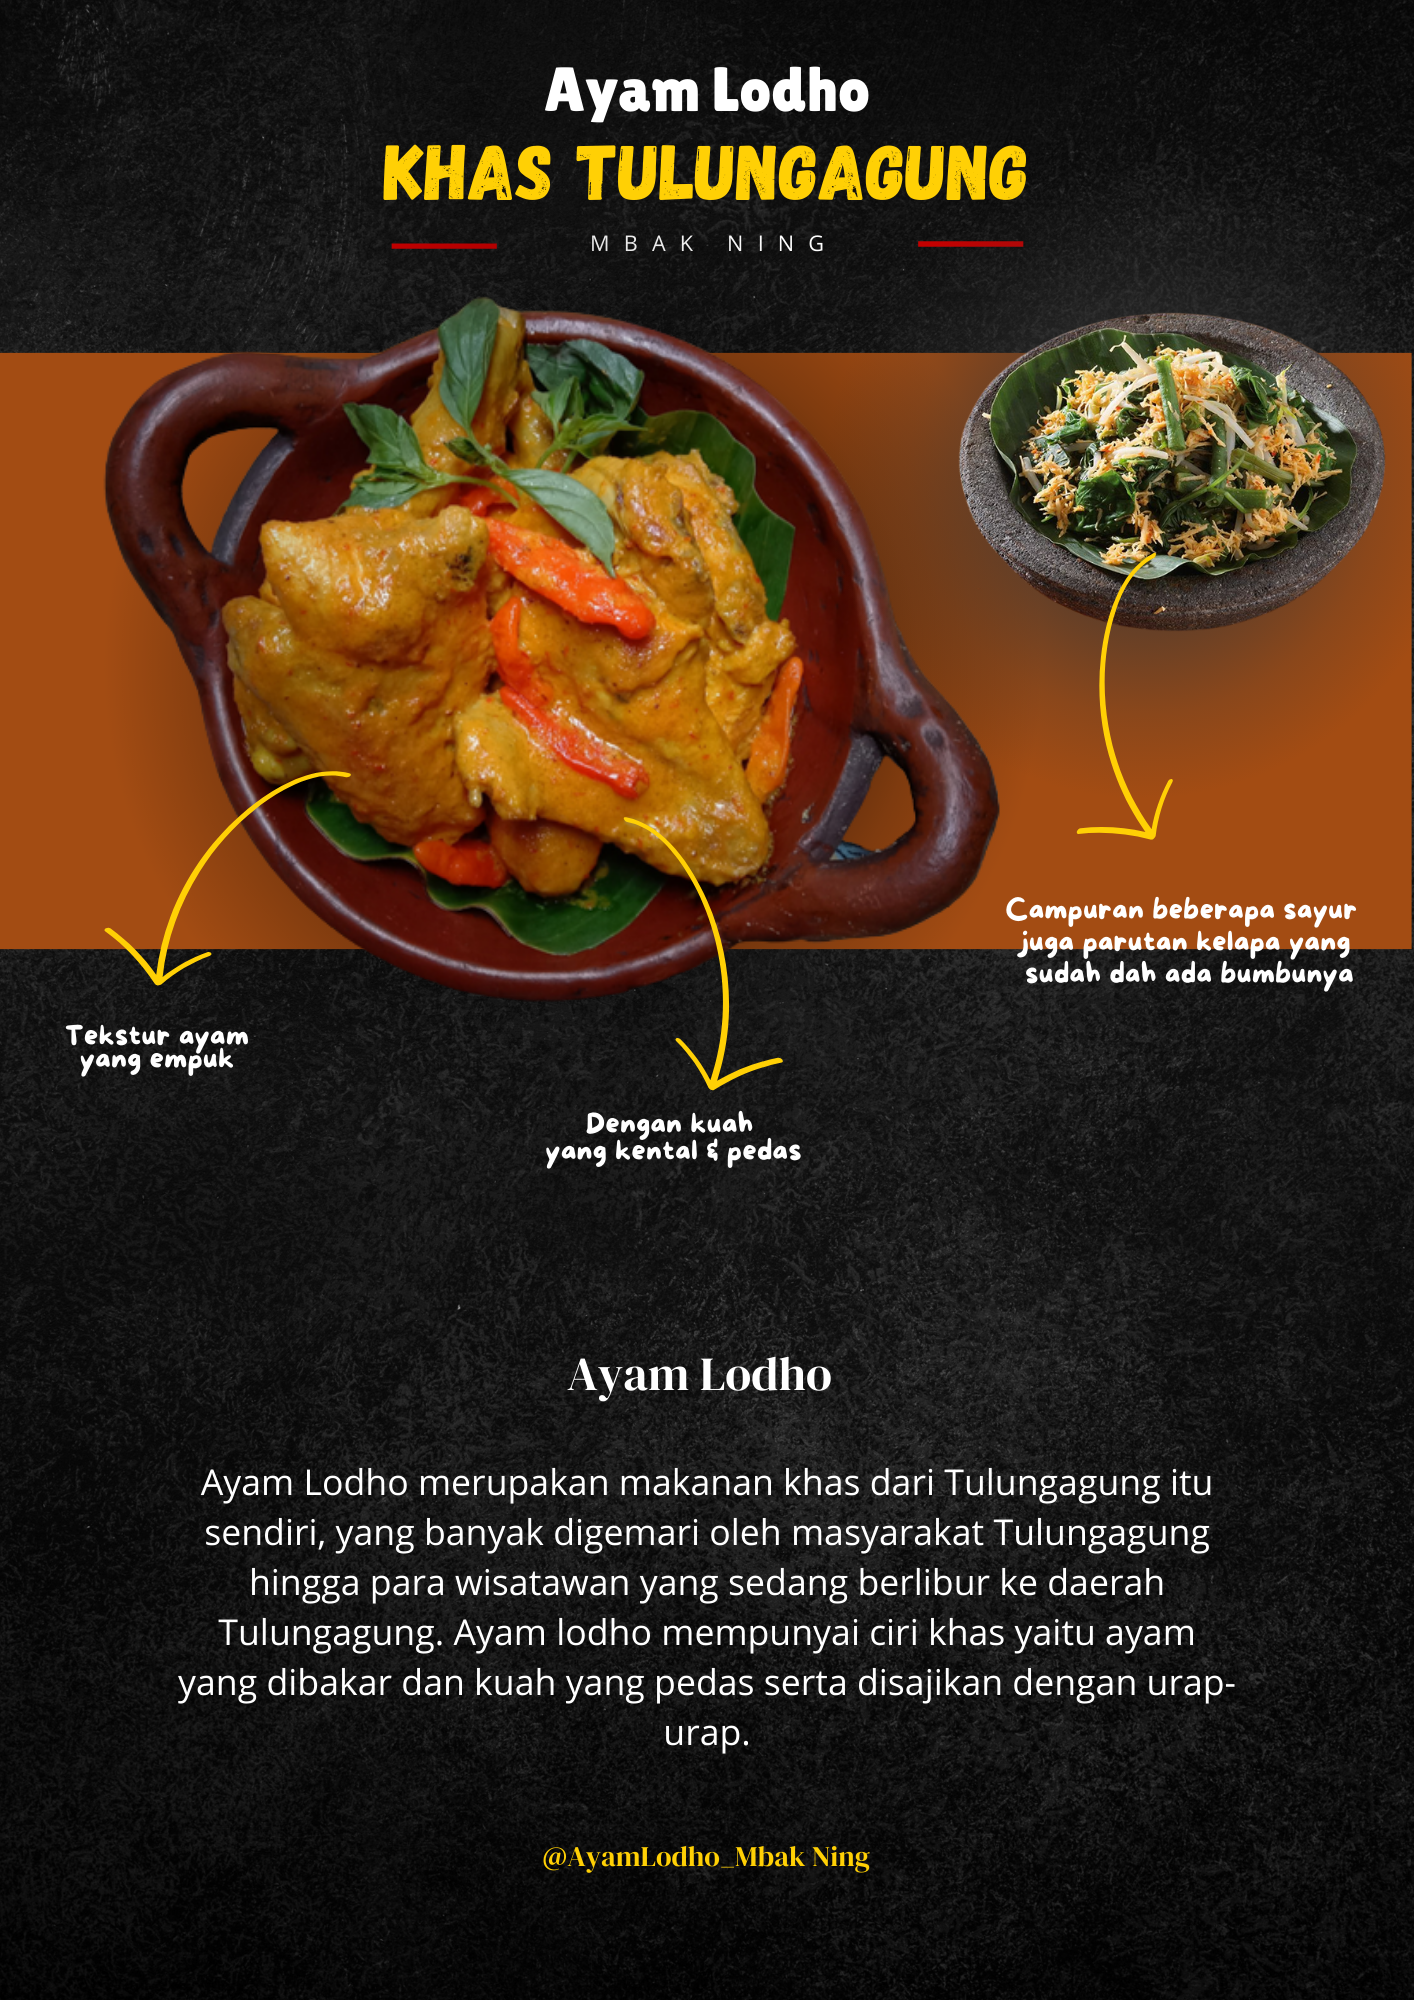 Ayam Lodho
KHAS TULUNGAGUNG
MBAK NING
Campuran beberapa sayur
juga parutan kelapa yang
sudah dah ada bumbunya
Tekstur ayam
yang empuk
Dengan kuah
yang kental & pedas
Ayam Lodho
Ayam Lodho merupakan makanan khas dari Tulungagung itu
sendiri, yang banyak digemari oleh masyarakat Tulungagung
hingga para wisatawan yang sedang berlibur ke daerah
Tulungagung. Ayam lodho mempunyai ciri khas yaitu ayam
yang dibakar dan kuah yang pedas serta disajikan dengan urap-
urap.
@AyamLodho_Mbak Ning